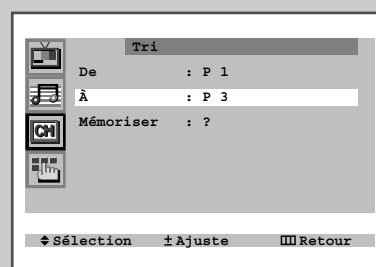 Tri
De : P 1
À : P 3
CH
Mémoriser : ?
Sélection ± Ajuste Retour